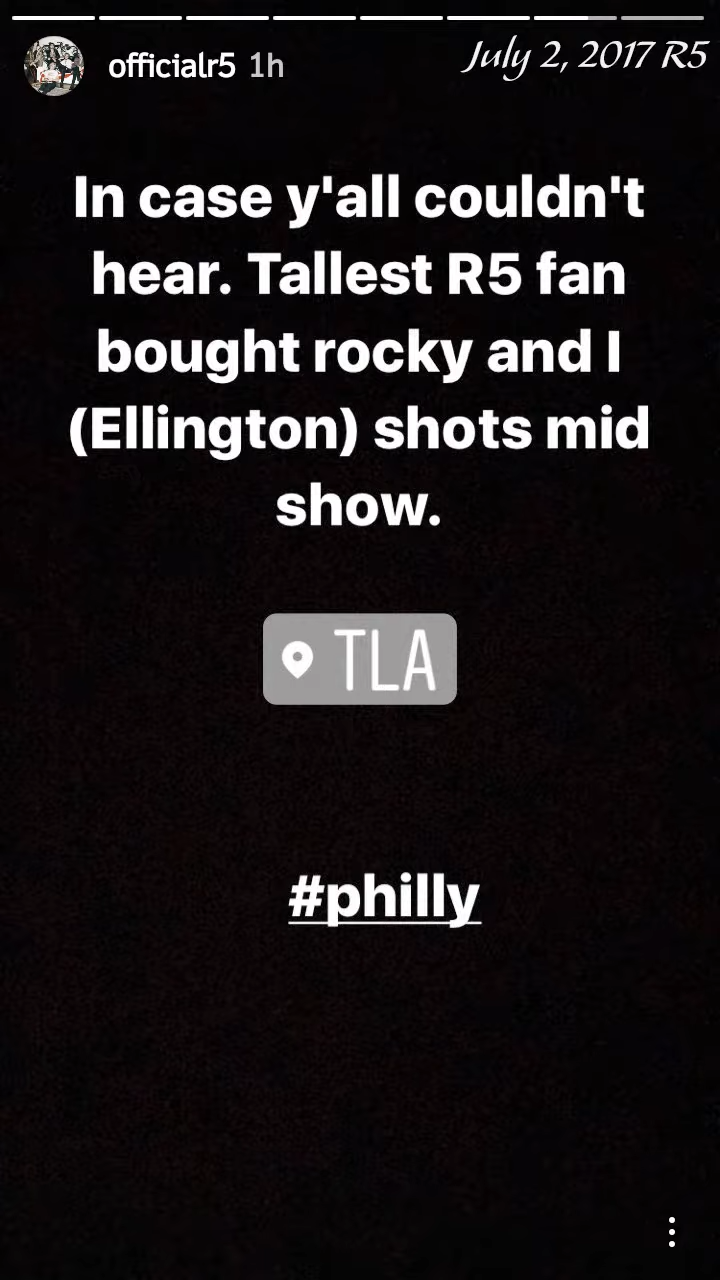 officialr5 1h
July 2, 2017 R5
In case y'all couldn't
hear. Tallest R5 fan
bought rocky and I
(Ellington) shots mid
show.
TLA
#philly